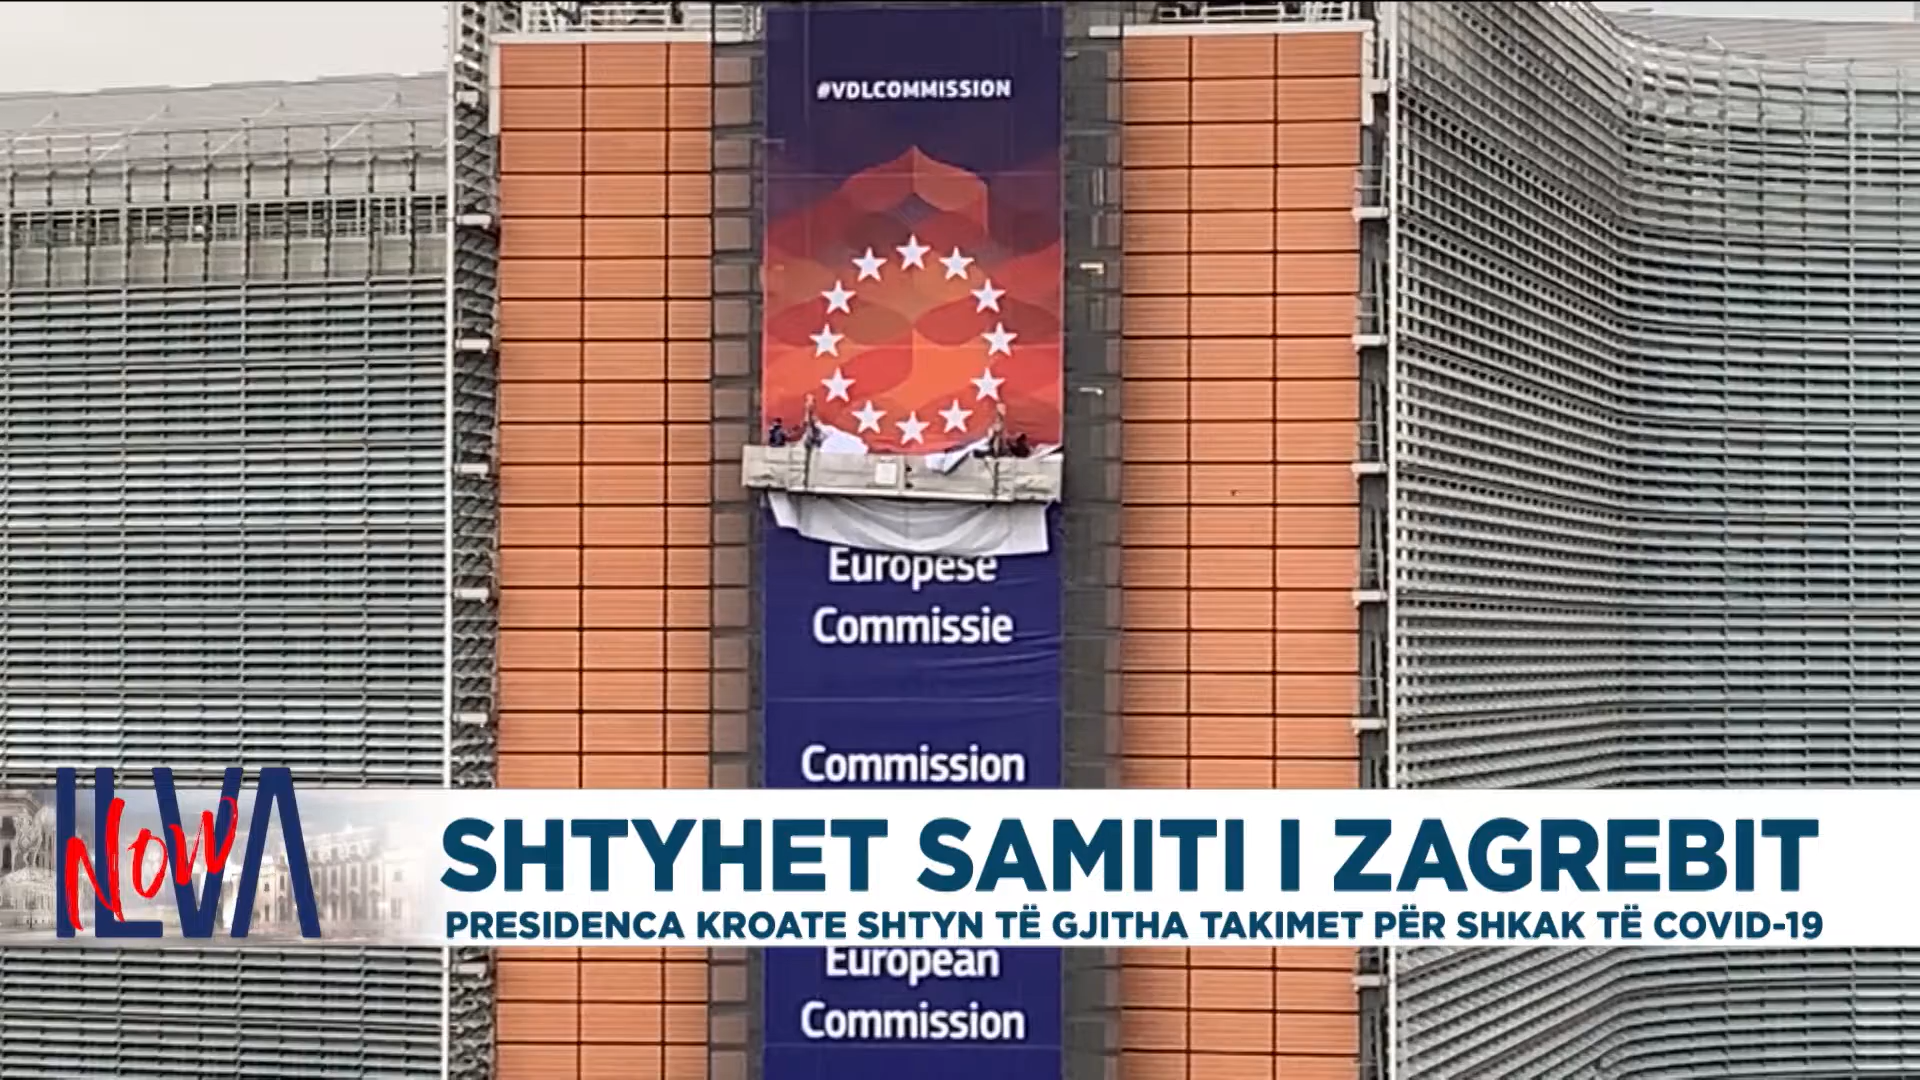 #VDLCOMMISSION
Europese
Commissie
Commission
ILVA
Now
SHTYHET SAMITI I ZAGREBIT
PRESIDENCA KROATE SHTYN TË GJITHA TAKIMET PËR SHKAK TË COVID-19
European
Commission